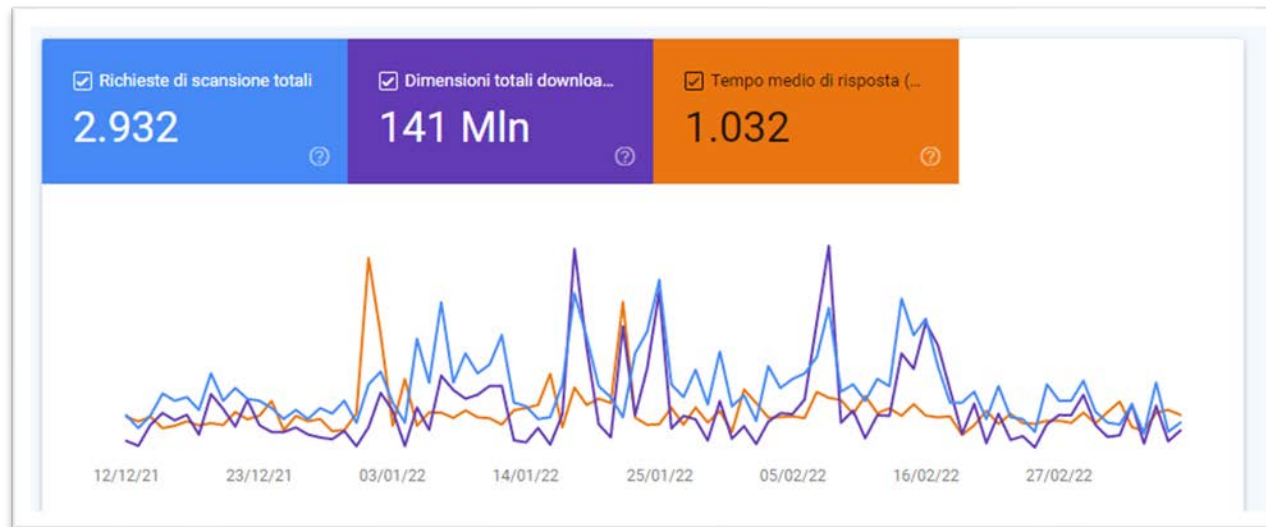 Richieste di scansione totali
2.932
Dimensioni totali downloa...
141 Mln
Tempo medio di risposta (...
1.032
12/12/21 23/12/21 03/01/22 14/01/22 25/01/22 05/02/22 16/02/22 27/02/22